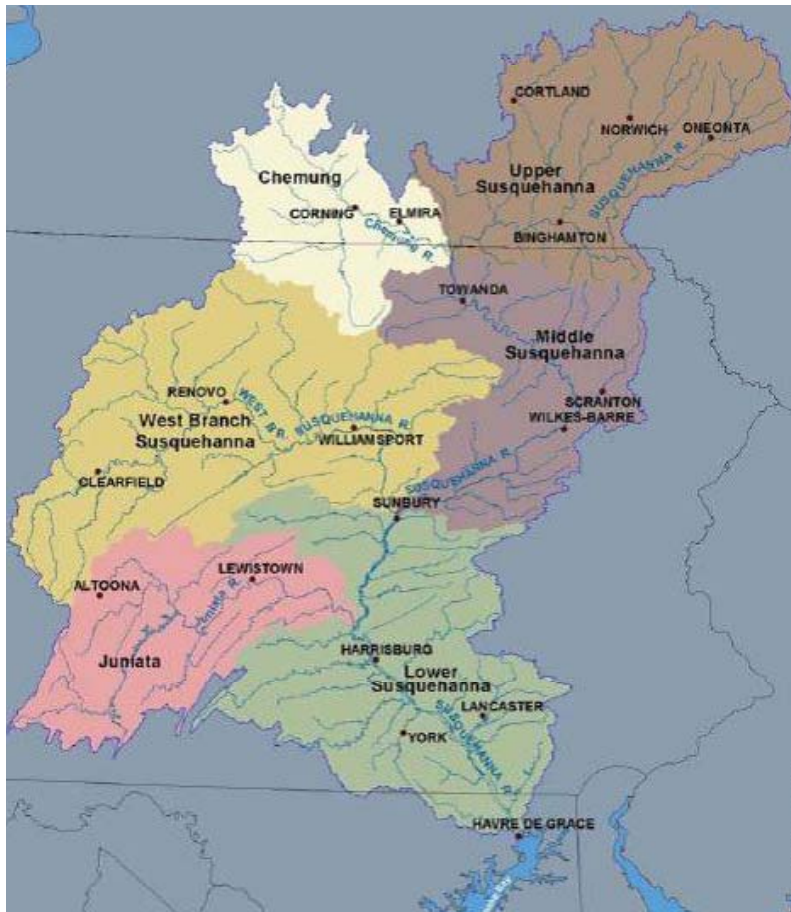 CORTLAND
NORWICH
ONEONTA
Chemung
Upper
Susquehanna
SUSQUEHANNA R.
CORNING
ELMIRA
Chemung R.
BINGHAMTON
TOWANDA
Middle
Susquehanna
RENOVO
WEST BR.
SUSQUEHANNA R.
SCRANTON
WILKES-BARRE
West Branch
Susquehanna
WILLIAMSPORT
CLEARFIELD
SUSQUEHANNA R.
SUNBURY
LEWISTOWN
ALTOONA
Juniata R.
Juniata
HARRISBURG
Lower
Susquehanna
SUSQUEHANNA R.
LANCASTER
YORK
HAVRE DE GRACE